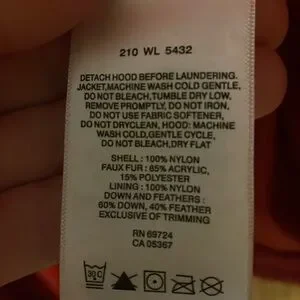 210 WL 5432
DETACH HOOD BEFORE LAUNDERING.
JACKET,MACHINE WASH COLD GENTLE,
DO NOT BLEACH,TUMBLE DRY LOW,
REMOVE PROMPTLY, DO NOT IRON,
DO NOT USE FABRIC SOFTENER,
DO NOT DRYCLEAN, HOOD: MACHINE
WASH COLD,GENTLE CYCLE,
DO NOT BLEACH,DRY FLAT
SHELL : 100% NYLON
FAUX FUR : 85% ACRYLIC,
15% POLYESTER
LINING : 100% NYLON
DOWN AND FEATHERS :
60% DOWN, 40% FEATHER
EXCLUSIVE OF TRIMMING
RN 69724
CA 05367
30C